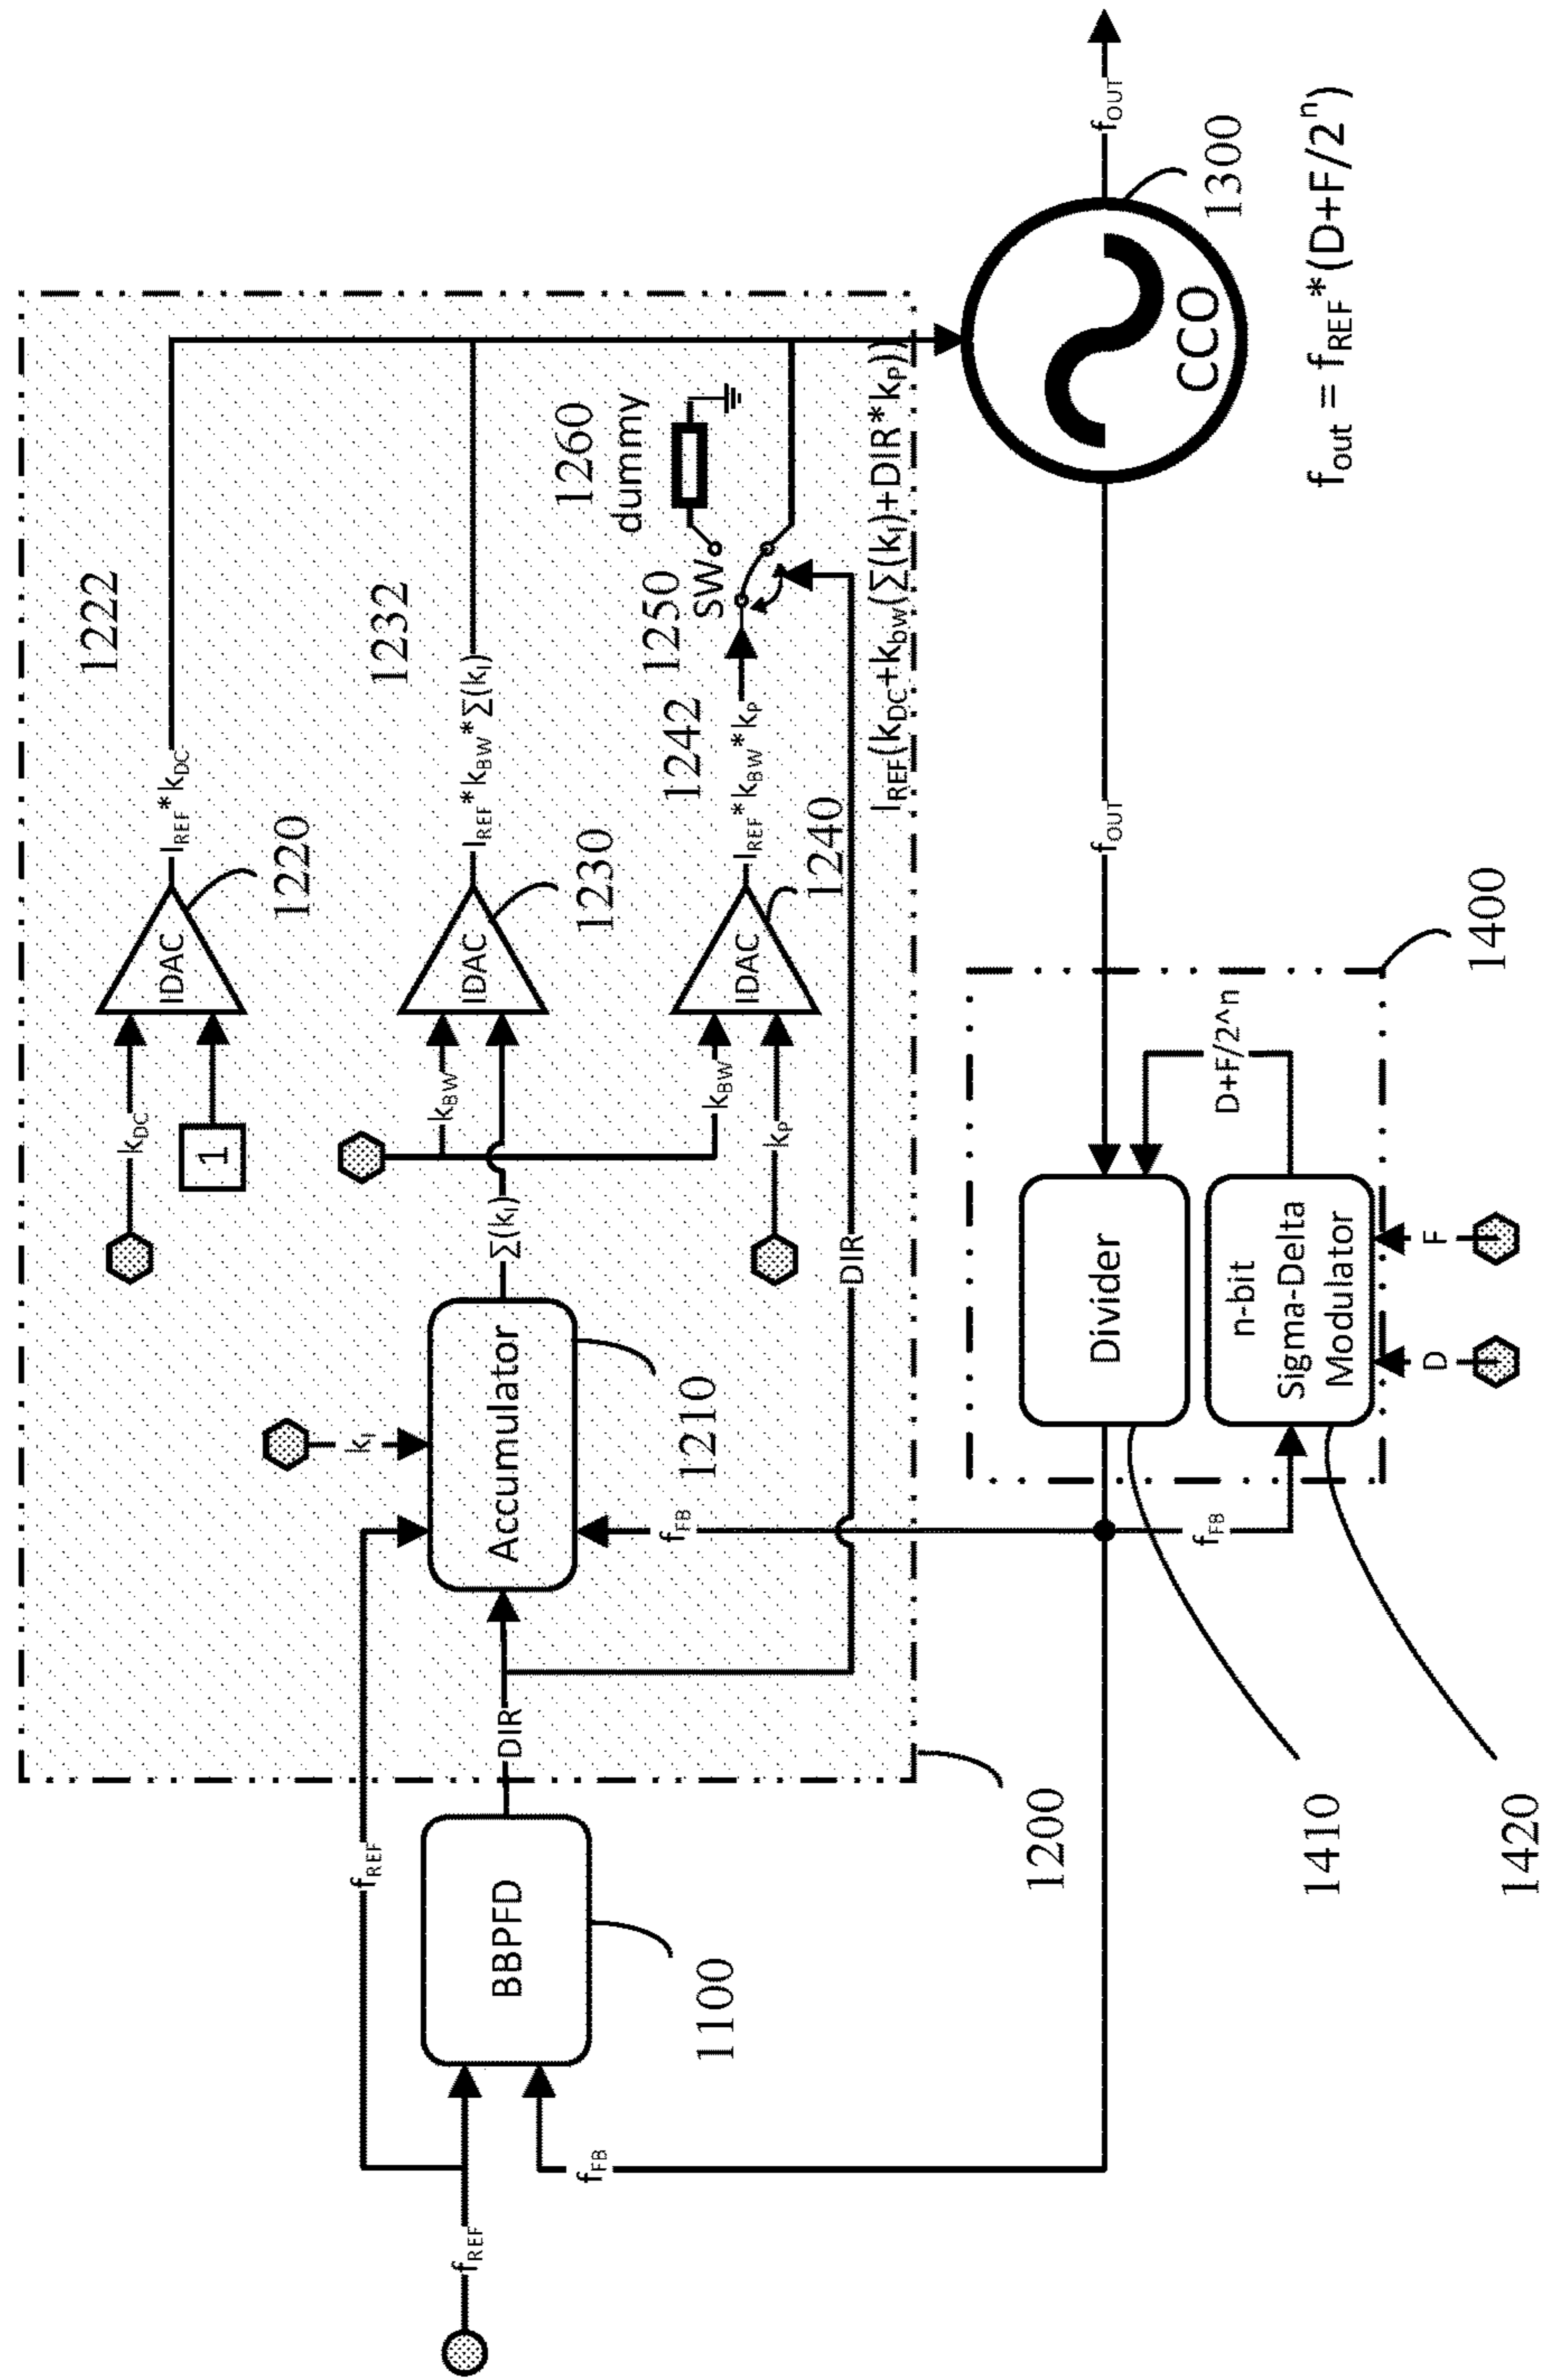 1222
I_REF*k_DC
IDAC
1220
k_DC
1
1232
I_REF*k_BW*Σ(k_I)
IDAC
1230
k_BW
Σ(k_I)
k_I
Accumulator
1210
f_REF
f_REF
DIR
BBPFD
1100
1260
dummy
1250
SW
1242
I_REF*k_BW*k_P
IDAC
1240
k_BW
k_P
DIR
I_REF(k_DC+k_bw(Σ(k_I)+DIR*k_P))
1200
f_FB
f_FB
f_FB
f_OUT
f_OUT
CCO
1300
f_out = f_REF*(D+F/2^n)
Divider
D+F/2^n
n-bit
Sigma-Delta
Modulator
1400
D
F
1410
1420